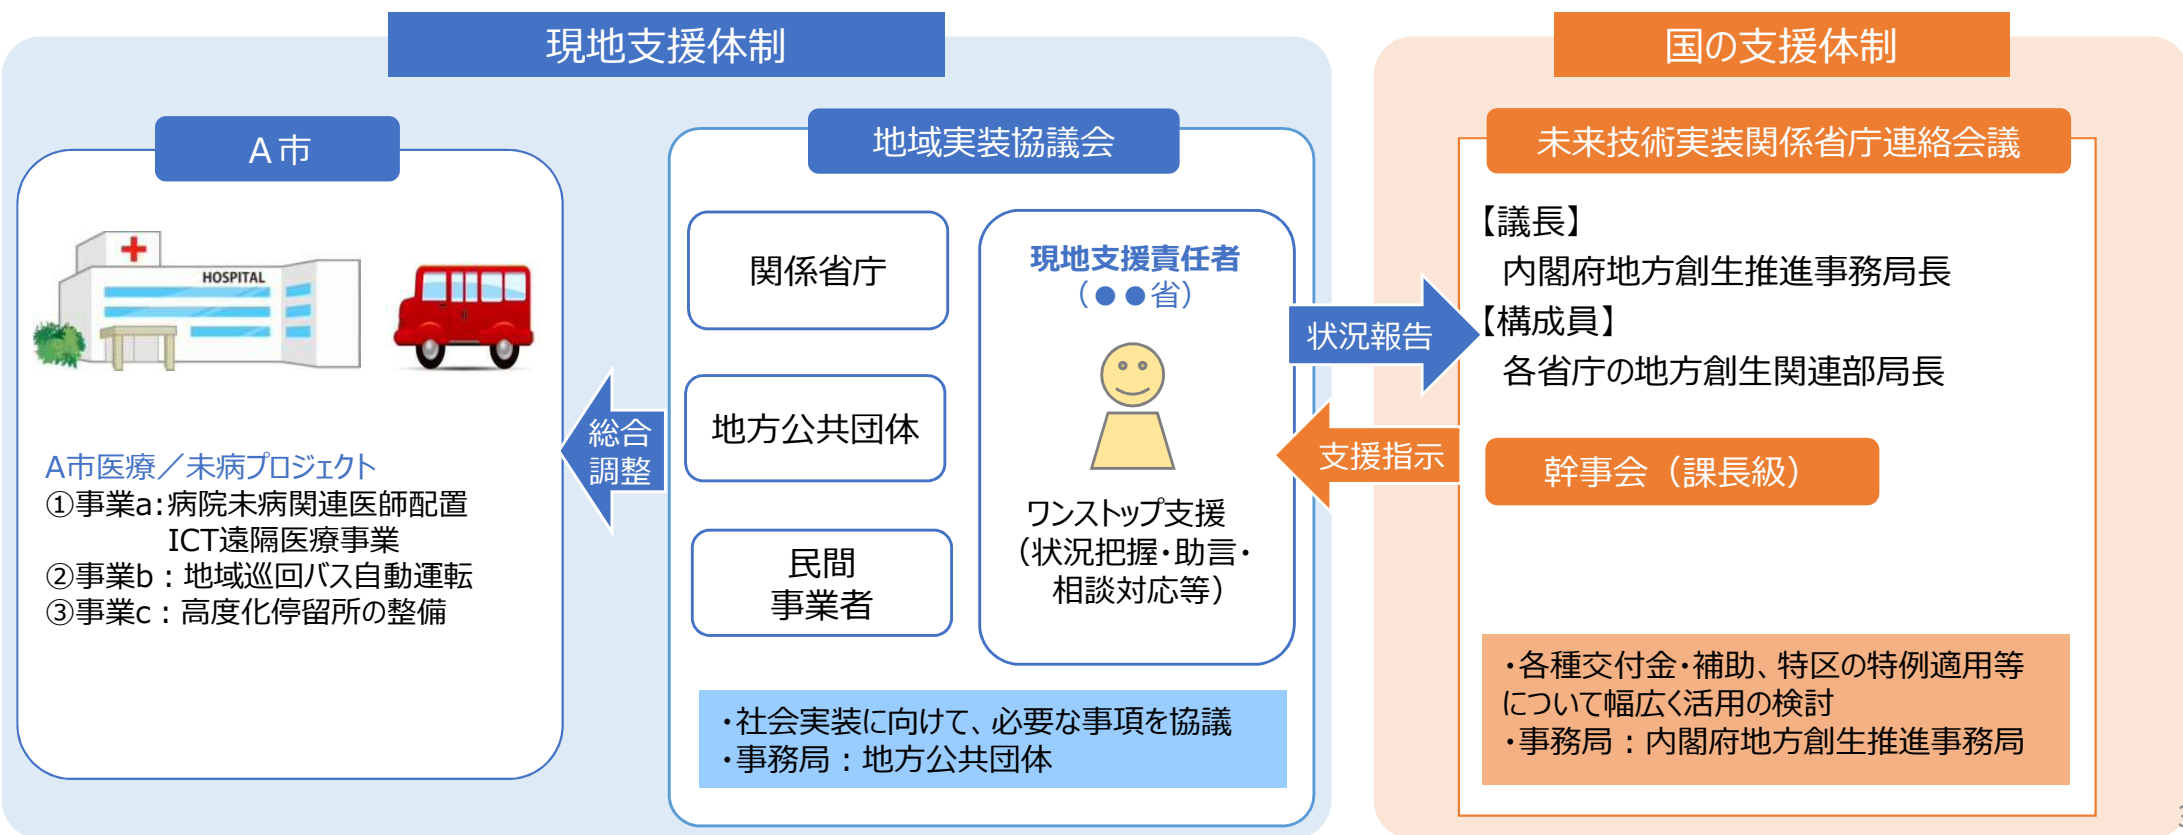 現地支援体制
A市
HOSPITAL
A市医療／未病プロジェクト
①事業a：病院未病関連医師配置
ICT遠隔医療事業
②事業b：地域巡回バス自動運転
③事業c：高度化停留所の整備
総合
調整
地域実装協議会
関係省庁
地方公共団体
民間
事業者
現地支援責任者
（●●省）
ワンストップ支援
（状況把握・助言・
相談対応等）
・社会実装に向けて、必要な事項を協議
・事務局：地方公共団体
状況報告
支援指示
国の支援体制
未来技術実装関係省庁連絡会議
【議長】
内閣府地方創生推進事務局長
【構成員】
各省庁の地方創生関連部局長
幹事会（課長級）
・各種交付金・補助、特区の特例適用等
について幅広く活用の検討
・事務局：内閣府地方創生推進事務局